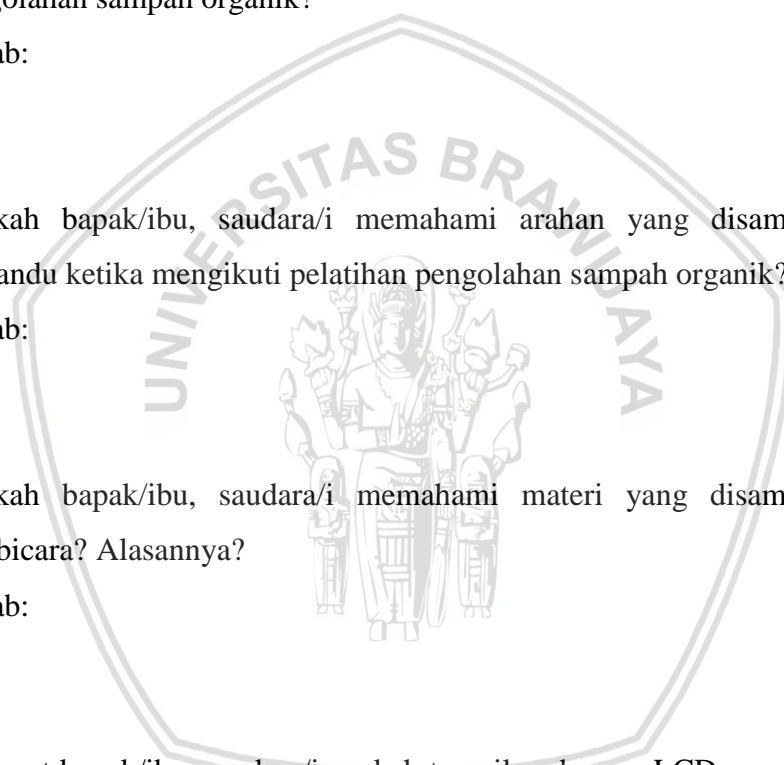 golahan sampah organik?
ab:
UNIVERSITAS BRAWIJAYA
kah bapak/ibu, saudara/i memahami arahan yang disam
andu ketika mengikuti pelatihan pengolahan sampah organik?
ab:
kah bapak/ibu, saudara/i memahami materi yang disam
bicara? Alasannya?
ab:
LCD